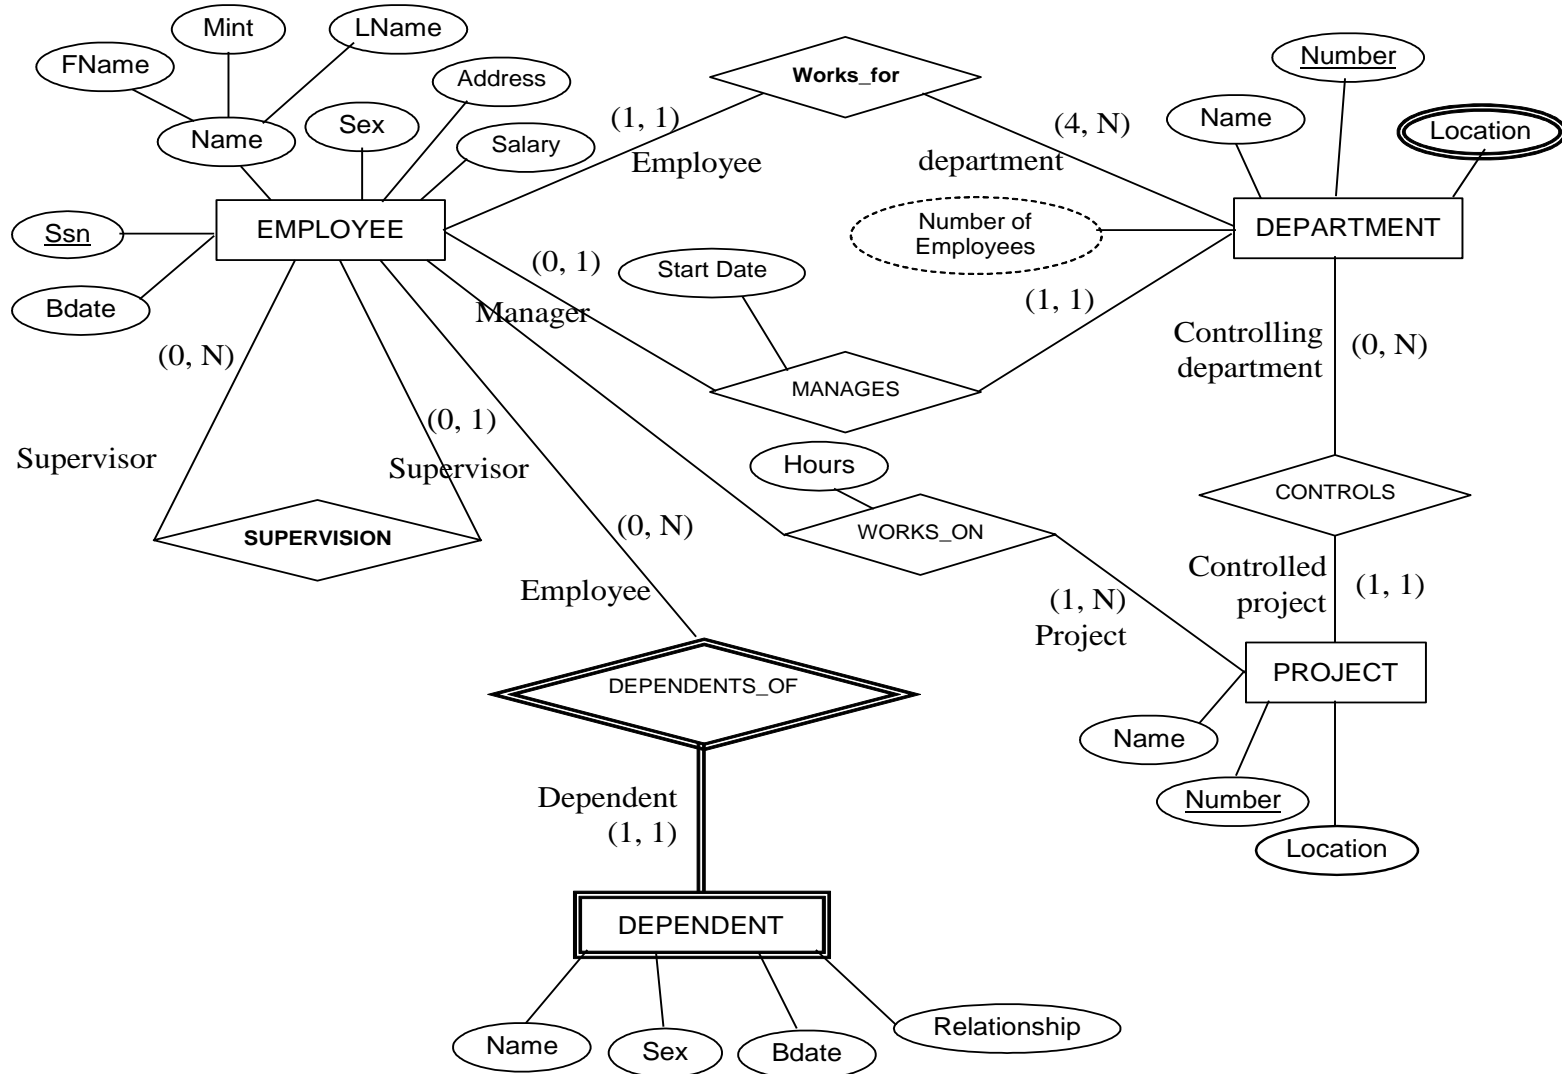 Mint
LName
FName
Name
Sex
Address
Salary
Ssn
Bdate
EMPLOYEE
Works_for
(1, 1)
Employee
(4, N)
department
Number
Name
Location
Number of
Employees
DEPARTMENT
(0, 1)
Manager
Start Date
(1, 1)
MANAGES
Controlling
department
(0, N)
(0, N)
Supervisor
(0, 1)
Supervisor
SUPERVISION
Hours
WORKS_ON
CONTROLS
(0, N)
Employee
(1, N)
Project
Controlled
project
(1, 1)
DEPENDENTS_OF
PROJECT
Name
Number
Location
Dependent
(1, 1)
DEPENDENT
Name
Sex
Bdate
Relationship